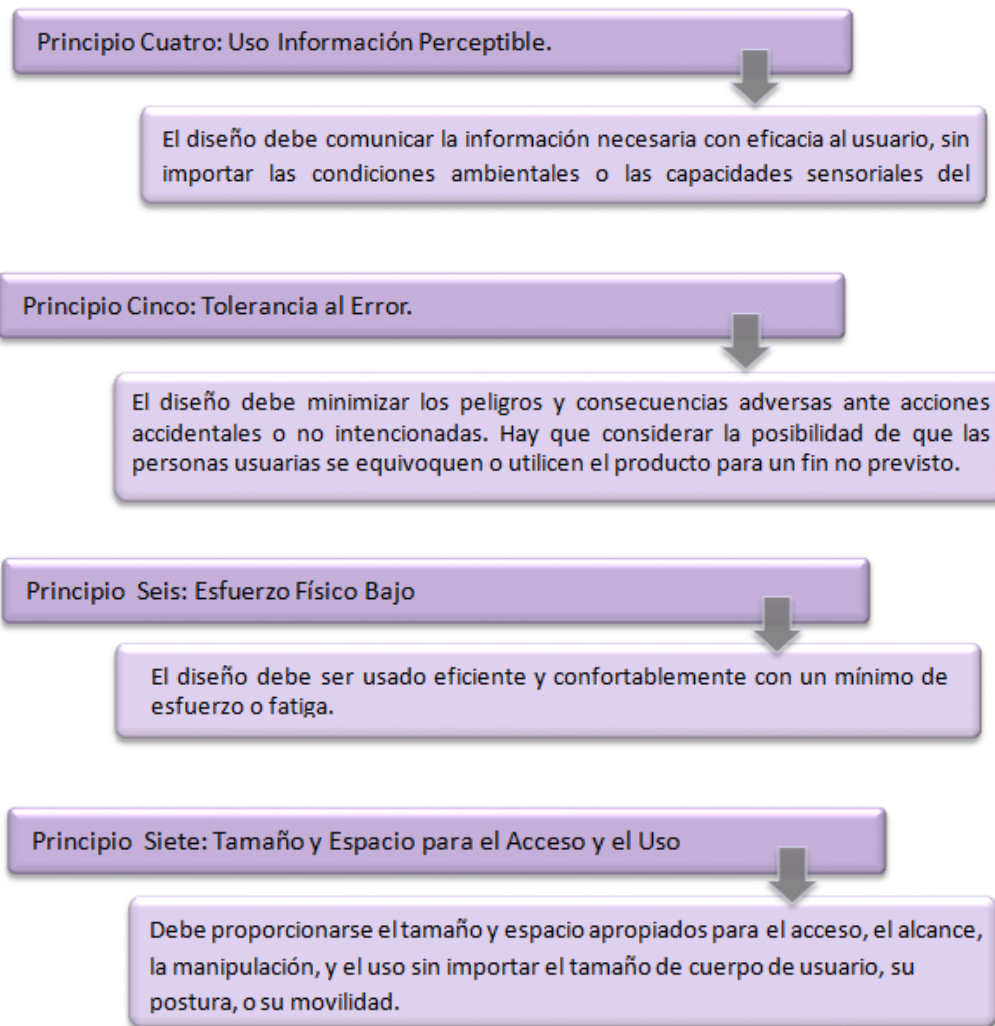 Principio Cuatro: Uso Información Perceptible.
El diseño debe comunicar la información necesaria con eficacia al usuario, sin
importar las condiciones ambientales o las capacidades sensoriales del
Principio Cinco: Tolerancia al Error.
El diseño debe minimizar los peligros y consecuencias adversas ante acciones
accidentales o no intencionadas. Hay que considerar la posibilidad de que las
personas usuarias se equivoquen o utilicen el producto para un fin no previsto.
Principio Seis: Esfuerzo Físico Bajo
El diseño debe ser usado eficiente y confortablemente con un mínimo de
esfuerzo o fatiga.
Principio Siete: Tamaño y Espacio para el Acceso y el Uso
Debe proporcionarse el tamaño y espacio apropiados para el acceso, el alcance,
la manipulación, y el uso sin importar el tamaño de cuerpo de usuario, su
postura, o su movilidad.